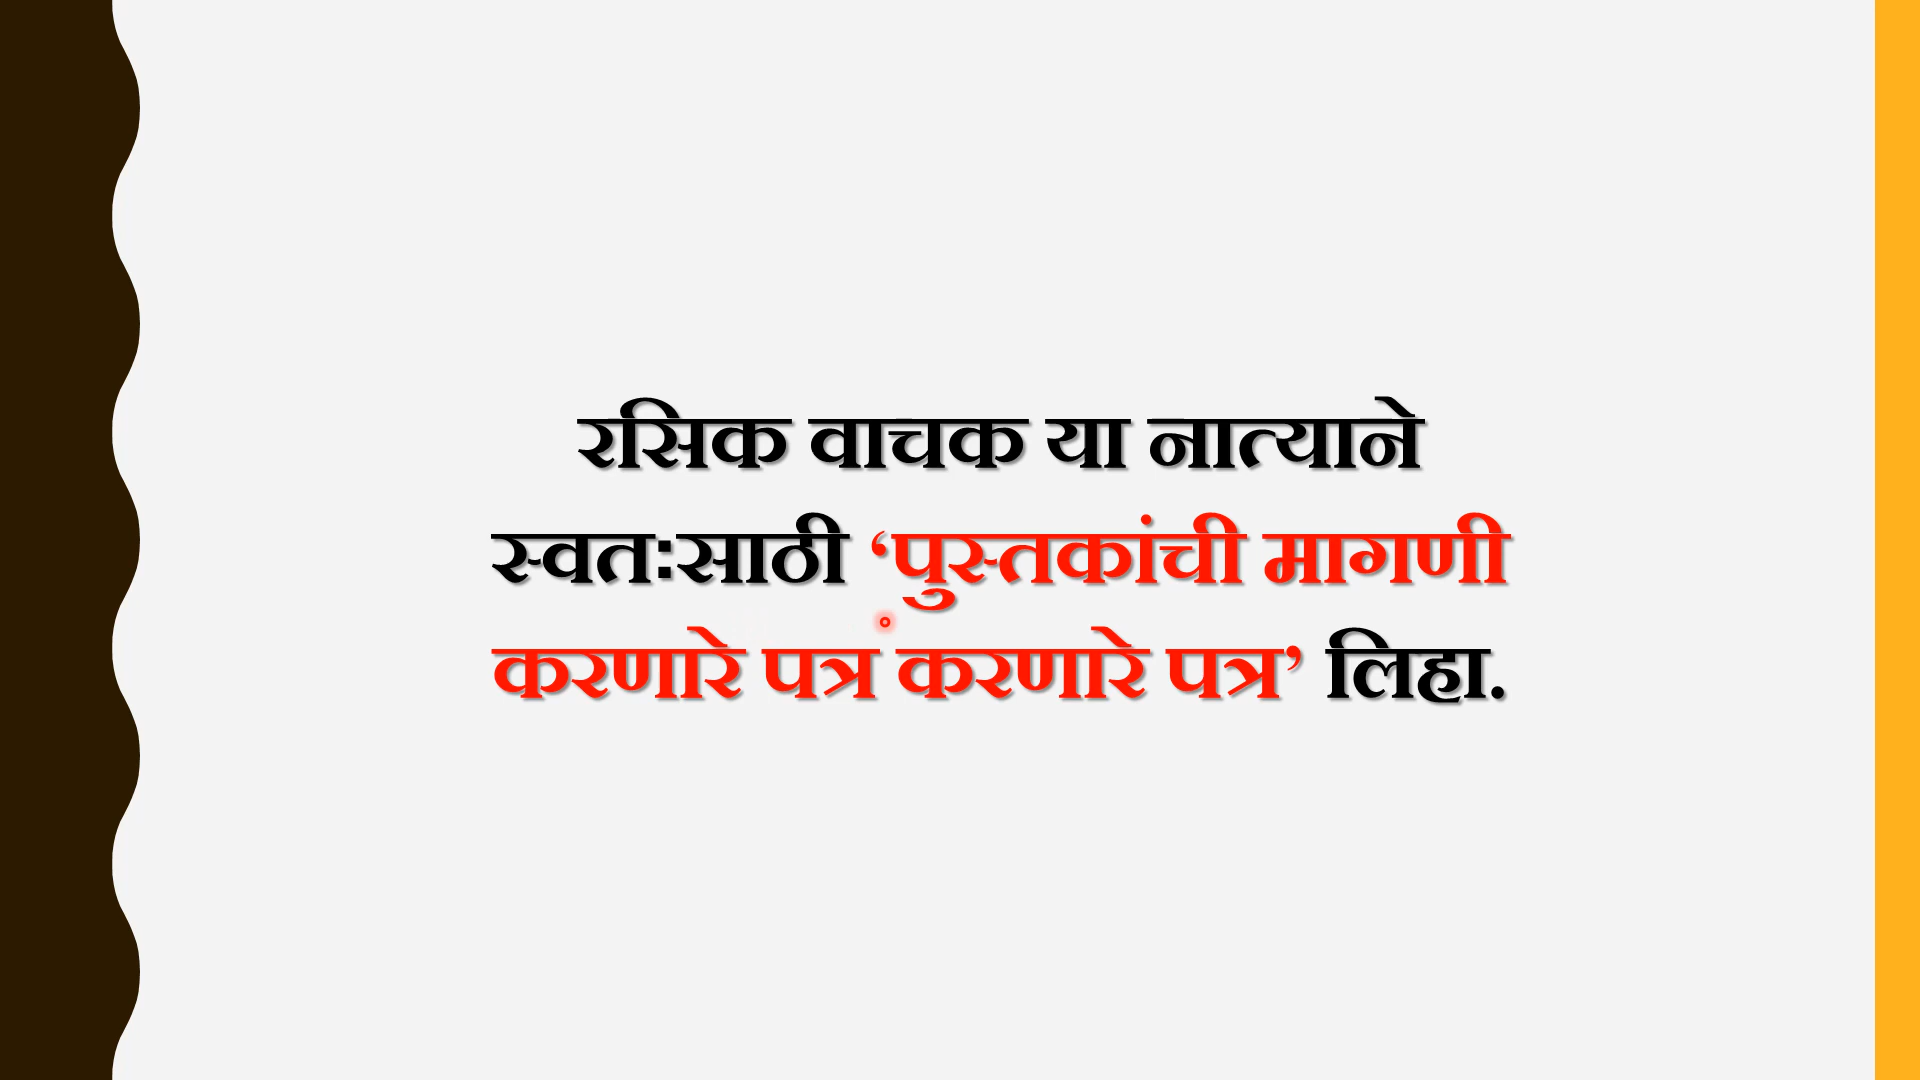 रसिक वाचक या नात्याने
स्वतःसाठी ‘पुस्तकांची मागणी
करणारे पत्रं करणारे पत्र’ लिहा.